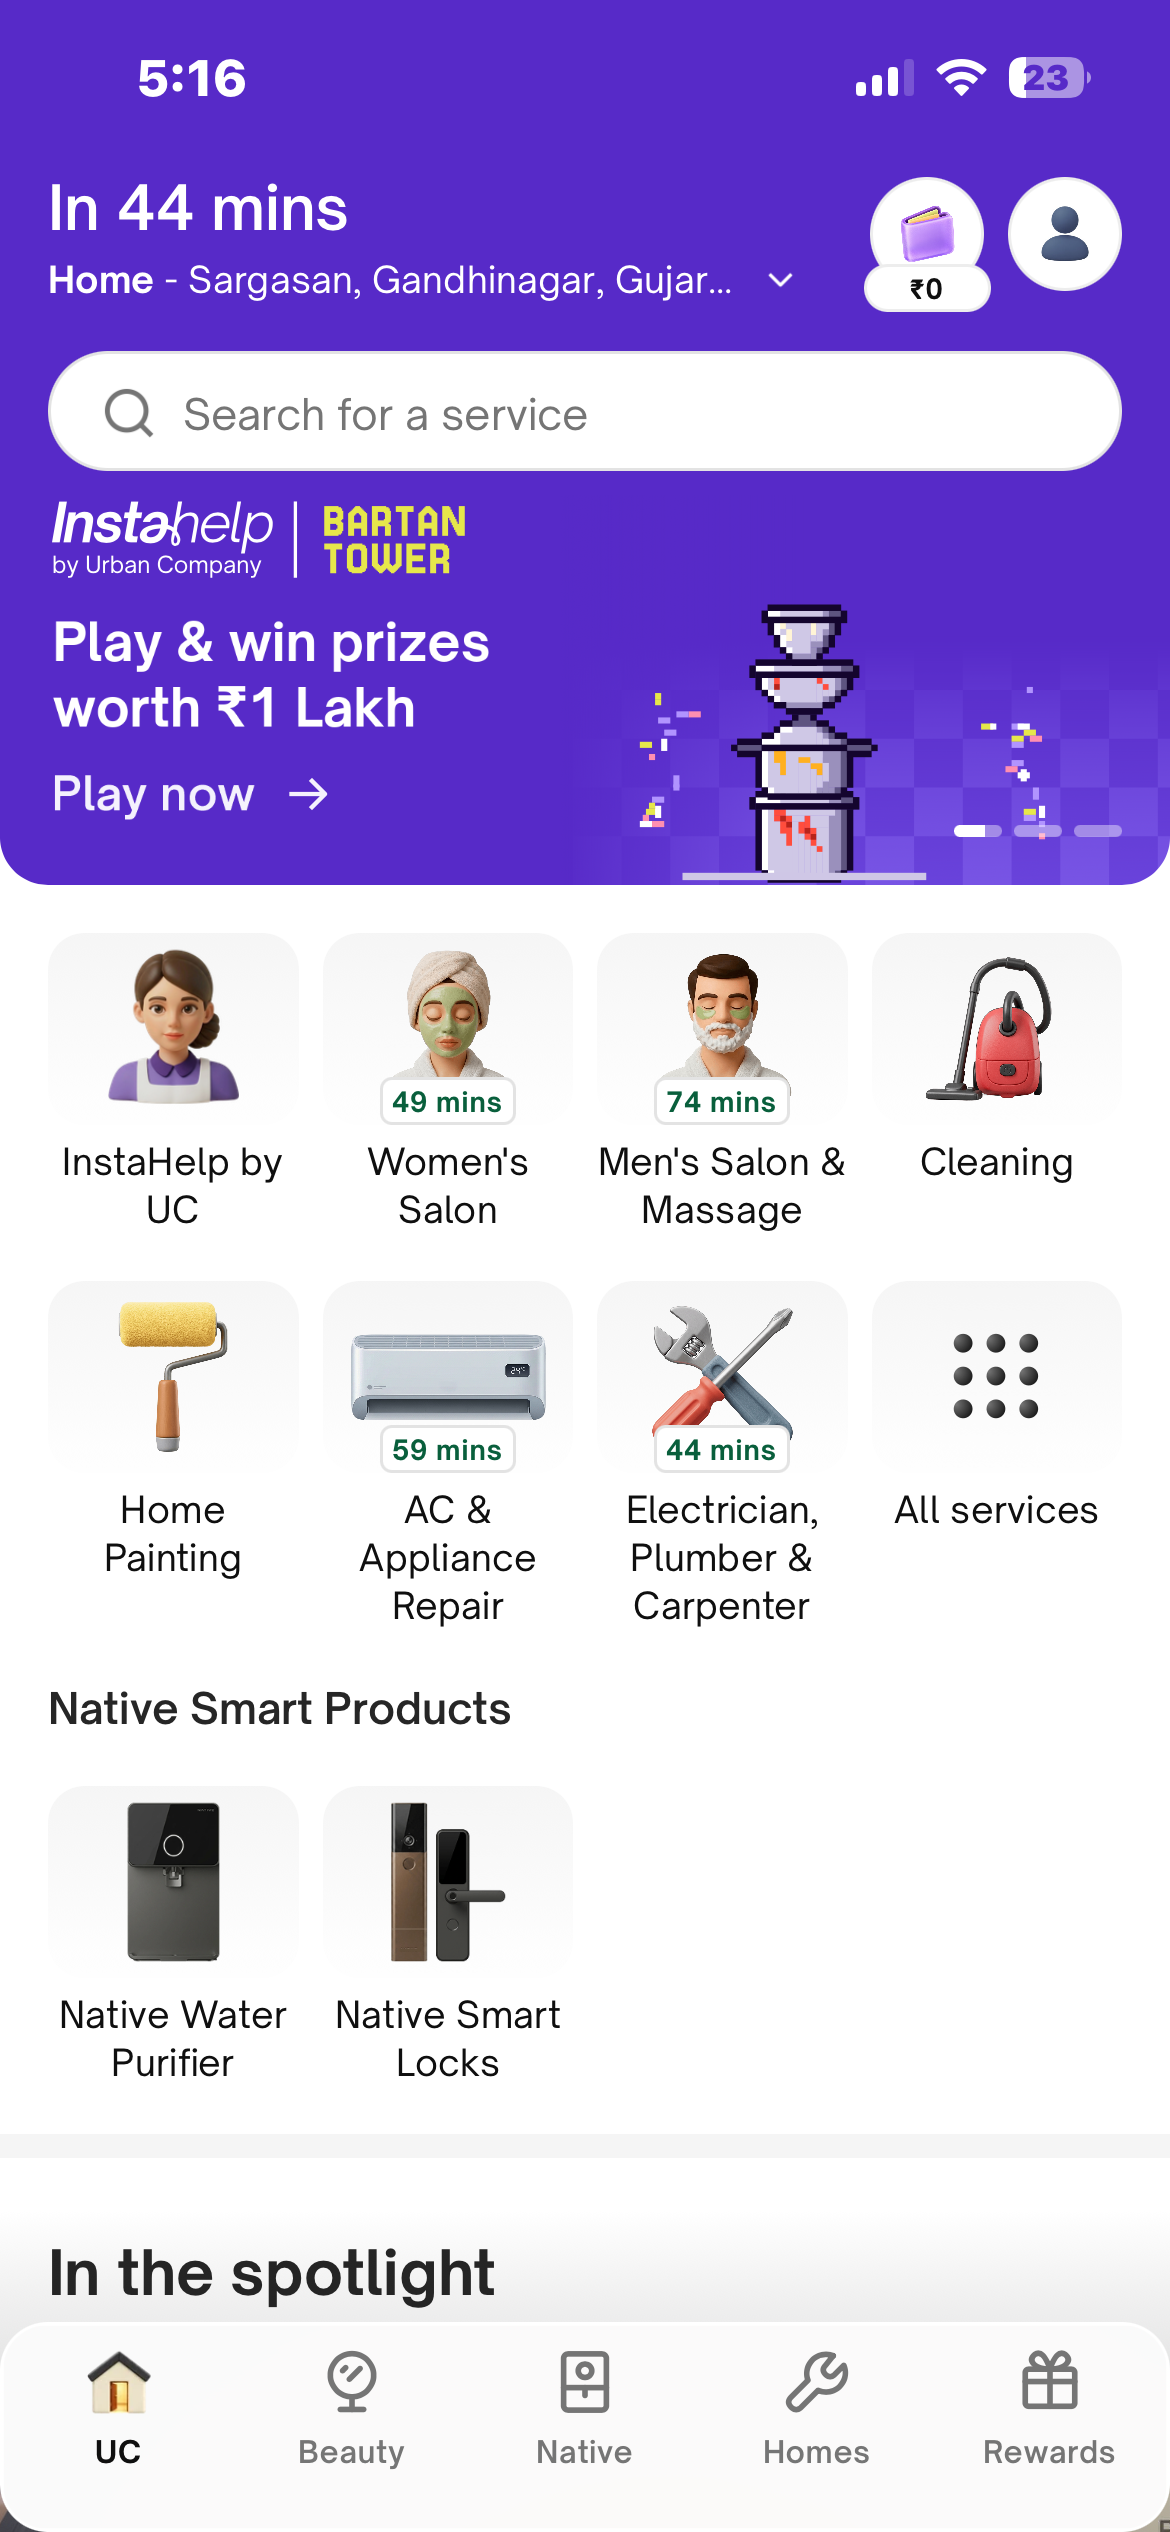 5:16
23
In 44 mins
Home - Sargasan, Gandhinagar, Gujar...
₹0
Search for a service
Instahelp
by Urban Company
BARTAN
TOWER
Play & win prizes
worth ₹1 Lakh
Play now →
49 mins
74 mins
InstaHelp by
UC
Women's
Salon
Men's Salon &
Massage
Cleaning
24°C
59 mins
44 mins
Home
Painting
AC &
Appliance
Repair
Electrician,
Plumber &
Carpenter
All services
Native Smart Products
Native Water
Purifier
Native Smart
Locks
In the spotlight
UC
Beauty
Native
Homes
Rewards